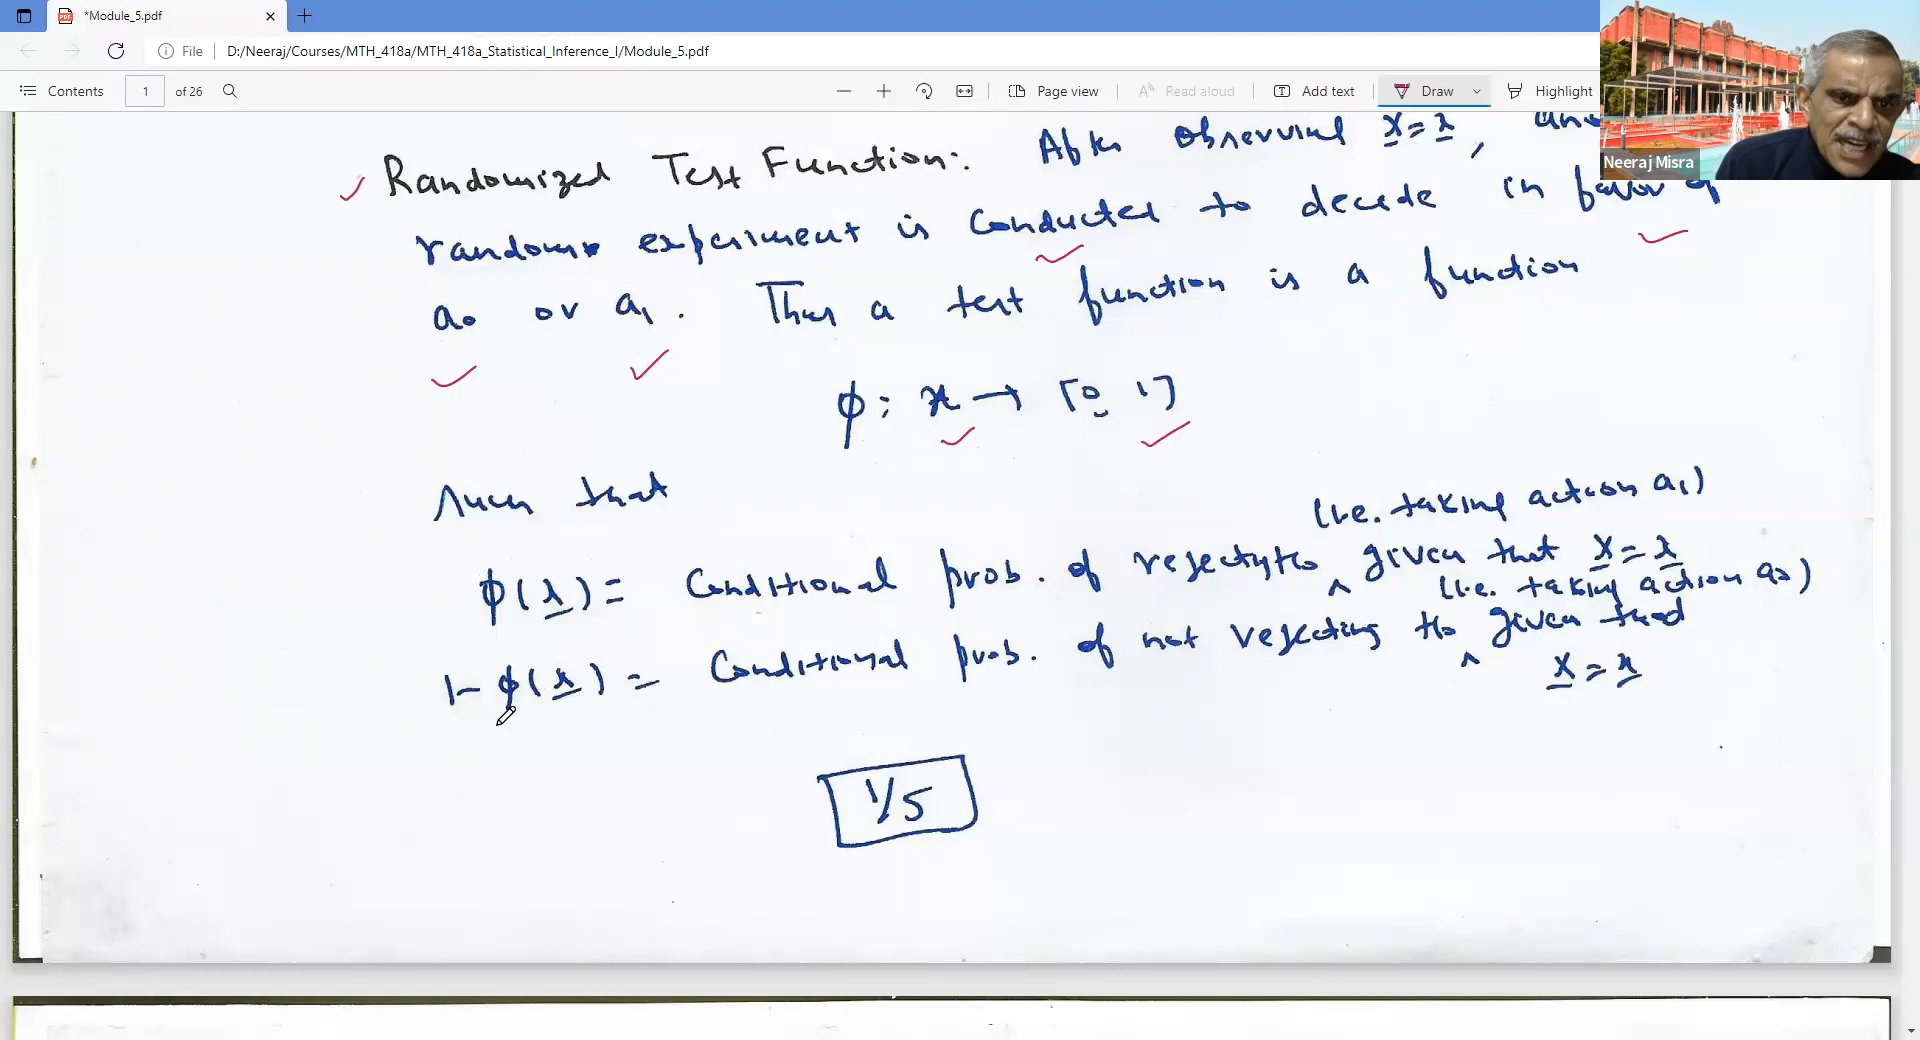 *Module_5.pdf
File D:/Neeraj/Courses/MTH_418a/MTH_418a_Statistical_Inference_I/Module_5.pdf
Contents 1 of 26 Page view Read aloud Add text Draw Highlight
Neeraj Misra
Randomized Test Function: After observing X=x,
random experiment is conducted to decide in favor of
a0 or a1. Thus a test function is a function
φ: 𝒳 → [0, 1]
such that
(i.e. taking action a1)
φ(x) = Conditional prob. of rejecting H0 ^ given that X=x
(i.e. taking action a0)
1-φ(x) = Conditional prob. of not rejecting H0 ^ given that
X=x
1/5